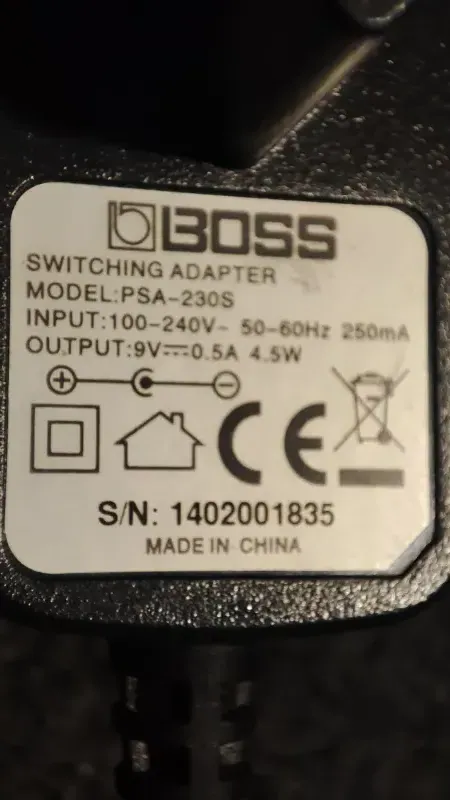 BOSS
SWITCHING ADAPTER
MODEL:PSA-230S
INPUT:100-240V~ 50-60Hz 250mA
OUTPUT:9V⎓0.5A 4.5W
CE
S/N: 1402001835
MADE IN CHINA